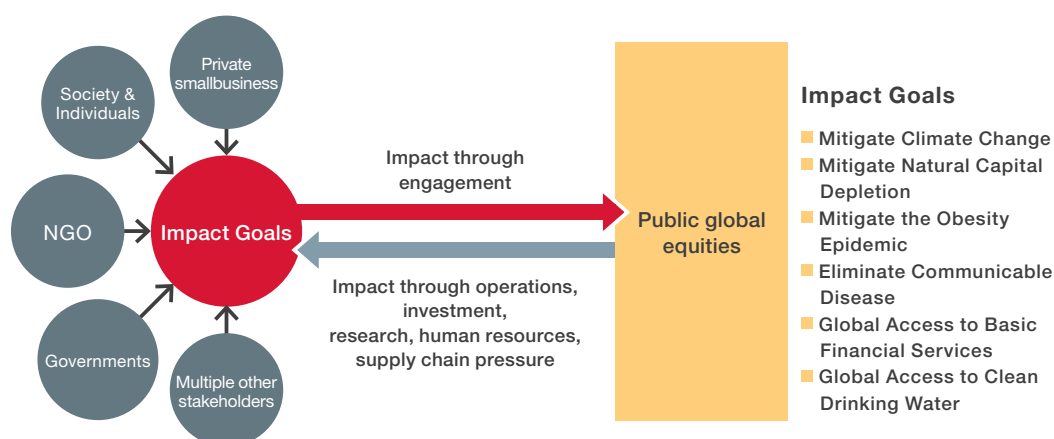 Private
smallbusiness
Society &
Individuals
NGO
Governments
Multiple other
stakeholders
Impact Goals
Impact through
engagement
Impact through operations,
investment,
research, human resources,
supply chain pressure
Public global
equities
Impact Goals
Mitigate Climate Change
Mitigate Natural Capital
Depletion
Mitigate the Obesity
Epidemic
Eliminate Communicable
Disease
Global Access to Basic
Financial Services
Global Access to Clean
Drinking Water